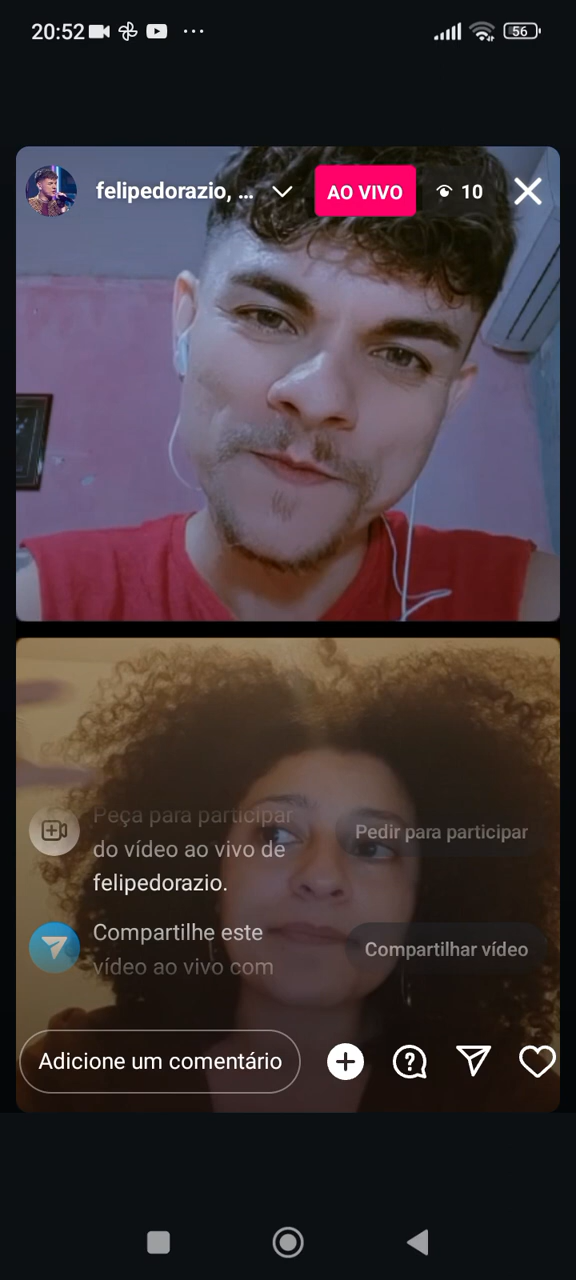 20:52
56
felipedorazio, ...
AO VIVO
10
Peça para participar
do vídeo ao vivo de
felipedorazio.
Pedir para participar
Compartilhe este
vídeo ao vivo com
Compartilhar vídeo
Adicione um comentário